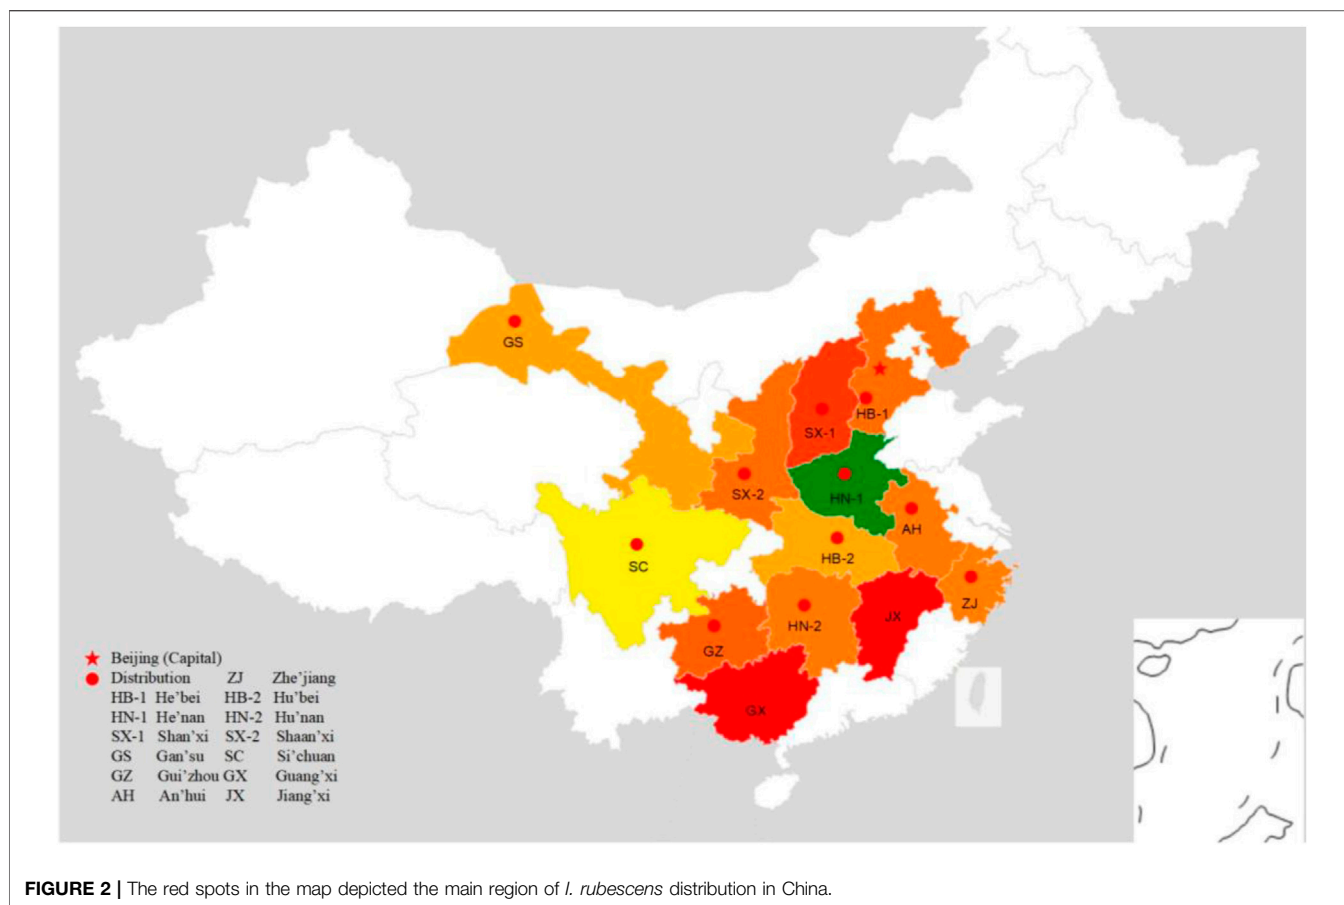 GS
HB-1
SX-1
SX-2
HN-1
AH
HB-2
SC
ZJ
HN-2
JX
GZ
GX
Beijing (Capital)
Distribution ZJ Zhe'jiang
HB-1 He'bei HB-2 Hu'bei
HN-1 He'nan HN-2 Hu'nan
SX-1 Shan'xi SX-2 Shaan'xi
GS Gan'su SC Si'chuan
GZ Gui'zhou GX Guang'xi
AH An'hui JX Jiang'xi
FIGURE 2 | The red spots in the map depicted the main region of I. rubescens distribution in China.